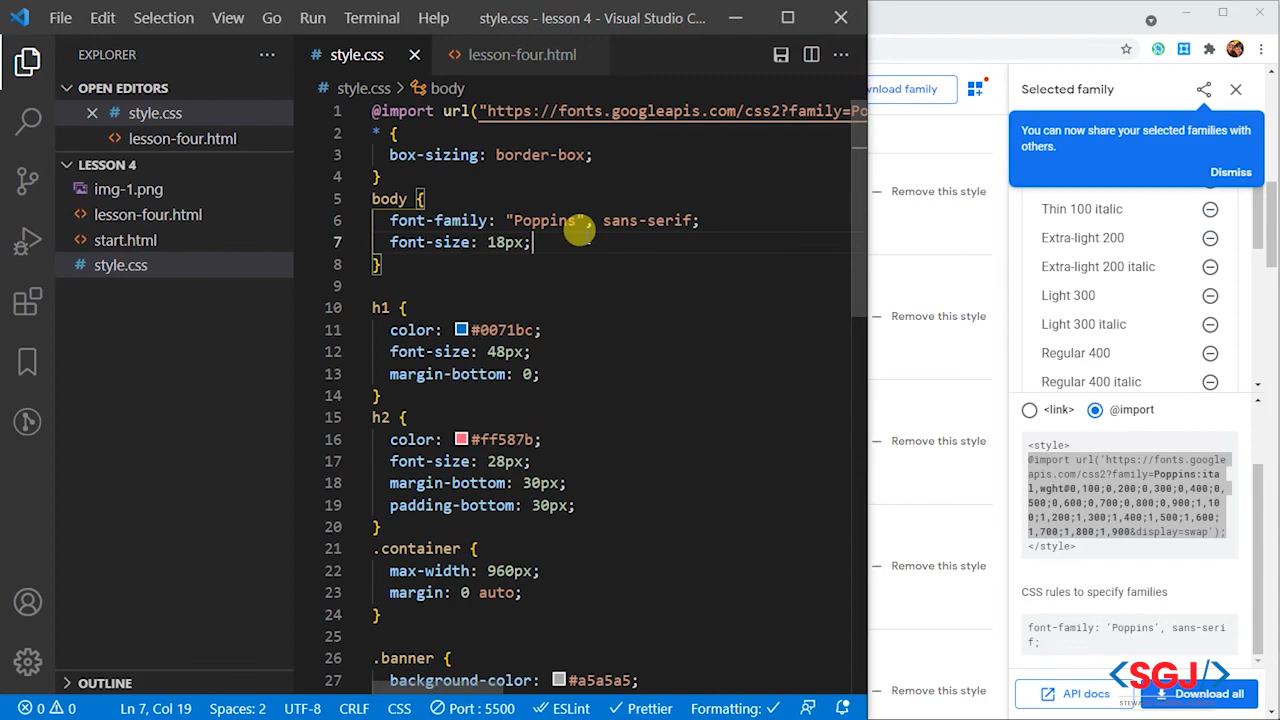 File Edit Selection View Go Run Terminal Help style.css - lesson 4 - Visual Studio C...
EXPLORER
OPEN EDITORS
style.css
lesson-four.html
LESSON 4
img-1.png
lesson-four.html
start.html
style.css
OUTLINE
style.css lesson-four.html
style.css > body
1 @import url("https://fonts.googleapis.com/css2?family=Po
2 * {
3 box-sizing: border-box;
4 }
5 body {
6 font-family: "Poppins", sans-serif;
7 font-size: 18px;
8 }
9
10 h1 {
11 color: #0071bc;
12 font-size: 48px;
13 margin-bottom: 0;
14 }
15 h2 {
16 color: #ff587b;
17 font-size: 28px;
18 margin-bottom: 30px;
19 padding-bottom: 30px;
20 }
21 .container {
22 max-width: 960px;
23 margin: 0 auto;
24 }
25
26 .banner {
27 background-color: #a5a5a5;
0 0 Ln 7, Col 19 Spaces: 2 UTF-8 CRLF CSS Port : 5500 ESLint Prettier Formatting:
wnload family
Remove this style
Remove this style
Remove this style
Remove this style
Remove this style
Selected family
You can now share your selected families with
others.
Dismiss
Thin 100 italic
Extra-light 200
Extra-light 200 italic
Light 300
Light 300 italic
Regular 400
Regular 400 italic
<link> @import
<style>
@import url('https://fonts.google
apis.com/css2?family=Poppins:ita
l,wght@0,100;0,200;0,300;0,400;0,
500;0,600;0,700;0,800;0,900;1,10
0;1,200;1,300;1,400;1,500;1,600;
1,700;1,800;1,900&display=swap');
</style>
CSS rules to specify families
font-family: 'Poppins', sans-seri
f;
<SGJ/>
API docs Download all